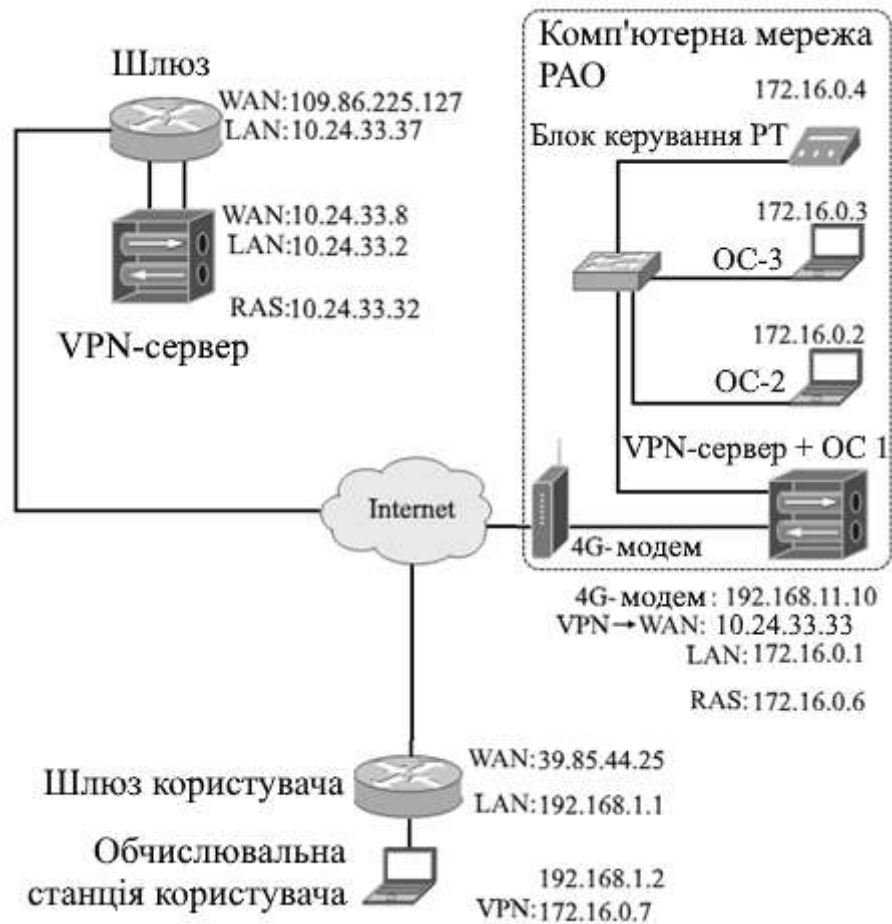 Шлюз
WAN:109.86.225.127
LAN:10.24.33.37
WAN:10.24.33.8
LAN:10.24.33.2
RAS:10.24.33.32
VPN-сервер
Комп'ютерна мережа
РАО
172.16.0.4
Блок керування РТ
172.16.0.3
ОС-3
172.16.0.2
ОС-2
VPN-сервер + ОС 1
Internet
4G-модем
4G-модем : 192.168.11.10
VPN→WAN: 10.24.33.33
LAN:172.16.0.1
RAS:172.16.0.6
Шлюз користувача
WAN:39.85.44.25
LAN:192.168.1.1
Обчислювальна
станція користувача
192.168.1.2
VPN:172.16.0.7